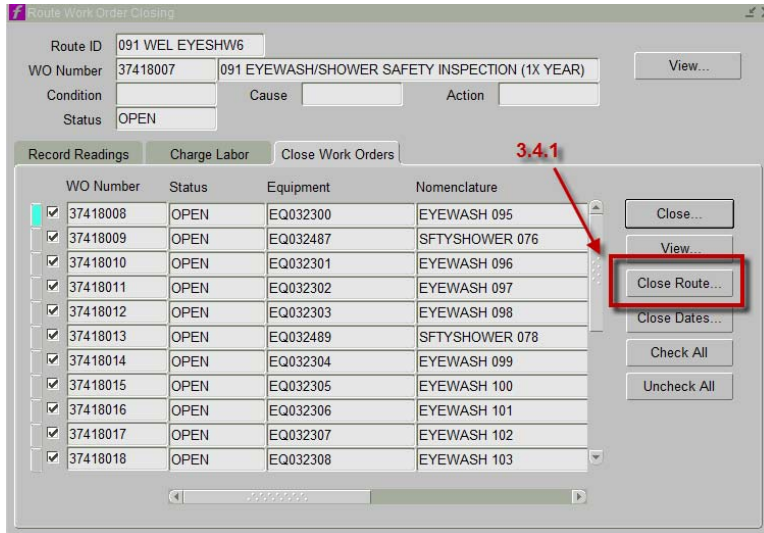 Route Work Order Closing
Route ID 091 WEL EYESHW6
WO Number 37418007 091 EYEWASH/SHOWER SAFETY INSPECTION (1X YEAR) View...
Condition Cause Action
Status OPEN
Record Readings Charge Labor Close Work Orders 3.4.1
WO Number Status Equipment Nomenclature
37418008 OPEN EQ032300 EYEWASH 095 Close...
37418009 OPEN EQ032487 SFTYSHOWER 076 View...
37418010 OPEN EQ032301 EYEWASH 096
37418011 OPEN EQ032302 EYEWASH 097 Close Route...
37418012 OPEN EQ032303 EYEWASH 098 Close Dates...
37418013 OPEN EQ032489 SFTYSHOWER 078
37418014 OPEN EQ032304 EYEWASH 099 Check All
37418015 OPEN EQ032305 EYEWASH 100 Uncheck All
37418016 OPEN EQ032306 EYEWASH 101
37418017 OPEN EQ032307 EYEWASH 102
37418018 OPEN EQ032308 EYEWASH 103